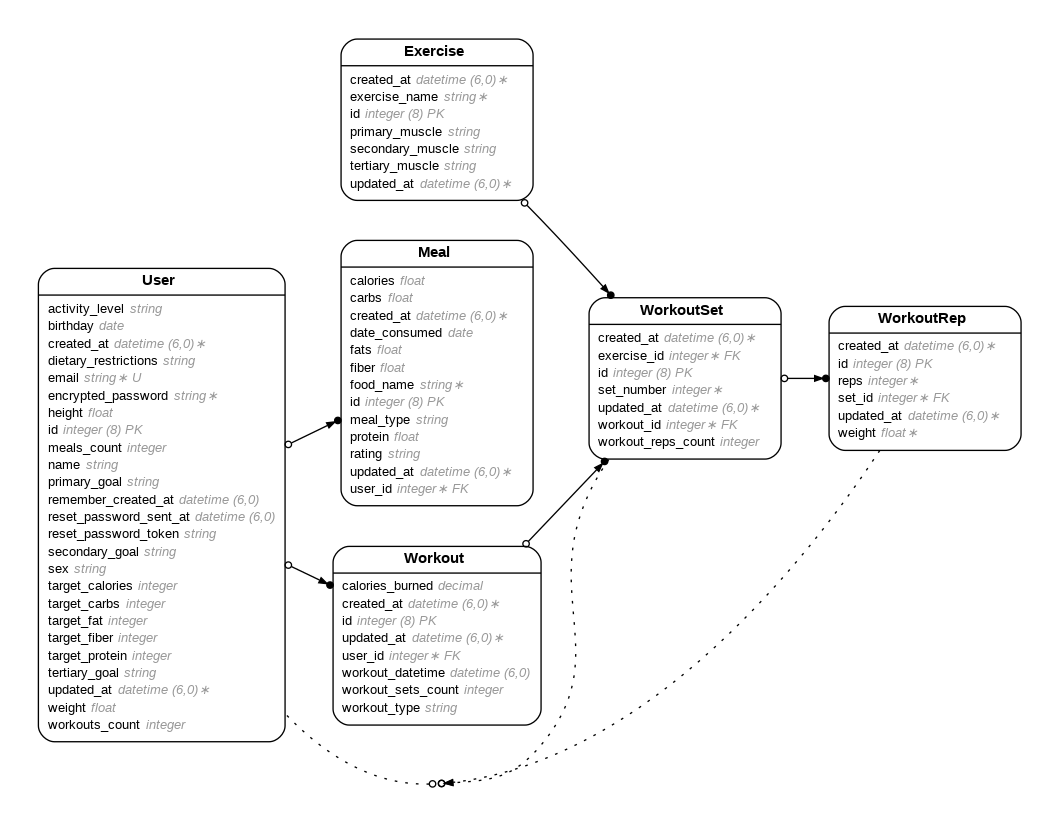 Exercise
created_at datetime (6,0)∗
exercise_name string∗
id integer (8) PK
primary_muscle string
secondary_muscle string
tertiary_muscle string
updated_at datetime (6,0)∗
Meal
calories float
carbs float
created_at datetime (6,0)∗
date_consumed date
fats float
fiber float
food_name string∗
id integer (8) PK
meal_type string
protein float
rating string
updated_at datetime (6,0)∗
user_id integer∗ FK
User
activity_level string
birthday date
created_at datetime (6,0)∗
dietary_restrictions string
email string∗ U
encrypted_password string∗
height float
id integer (8) PK
meals_count integer
name string
primary_goal string
remember_created_at datetime (6,0)
reset_password_sent_at datetime (6,0)
reset_password_token string
secondary_goal string
sex string
target_calories integer
target_carbs integer
target_fat integer
target_fiber integer
target_protein integer
tertiary_goal string
updated_at datetime (6,0)∗
weight float
workouts_count integer
WorkoutSet
created_at datetime (6,0)∗
exercise_id integer∗ FK
id integer (8) PK
set_number integer∗
updated_at datetime (6,0)∗
workout_id integer∗ FK
workout_reps_count integer
WorkoutRep
created_at datetime (6,0)∗
id integer (8) PK
reps integer∗
set_id integer∗ FK
updated_at datetime (6,0)∗
weight float∗
Workout
calories_burned decimal
created_at datetime (6,0)∗
id integer (8) PK
updated_at datetime (6,0)∗
user_id integer∗ FK
workout_datetime datetime (6,0)
workout_sets_count integer
workout_type string